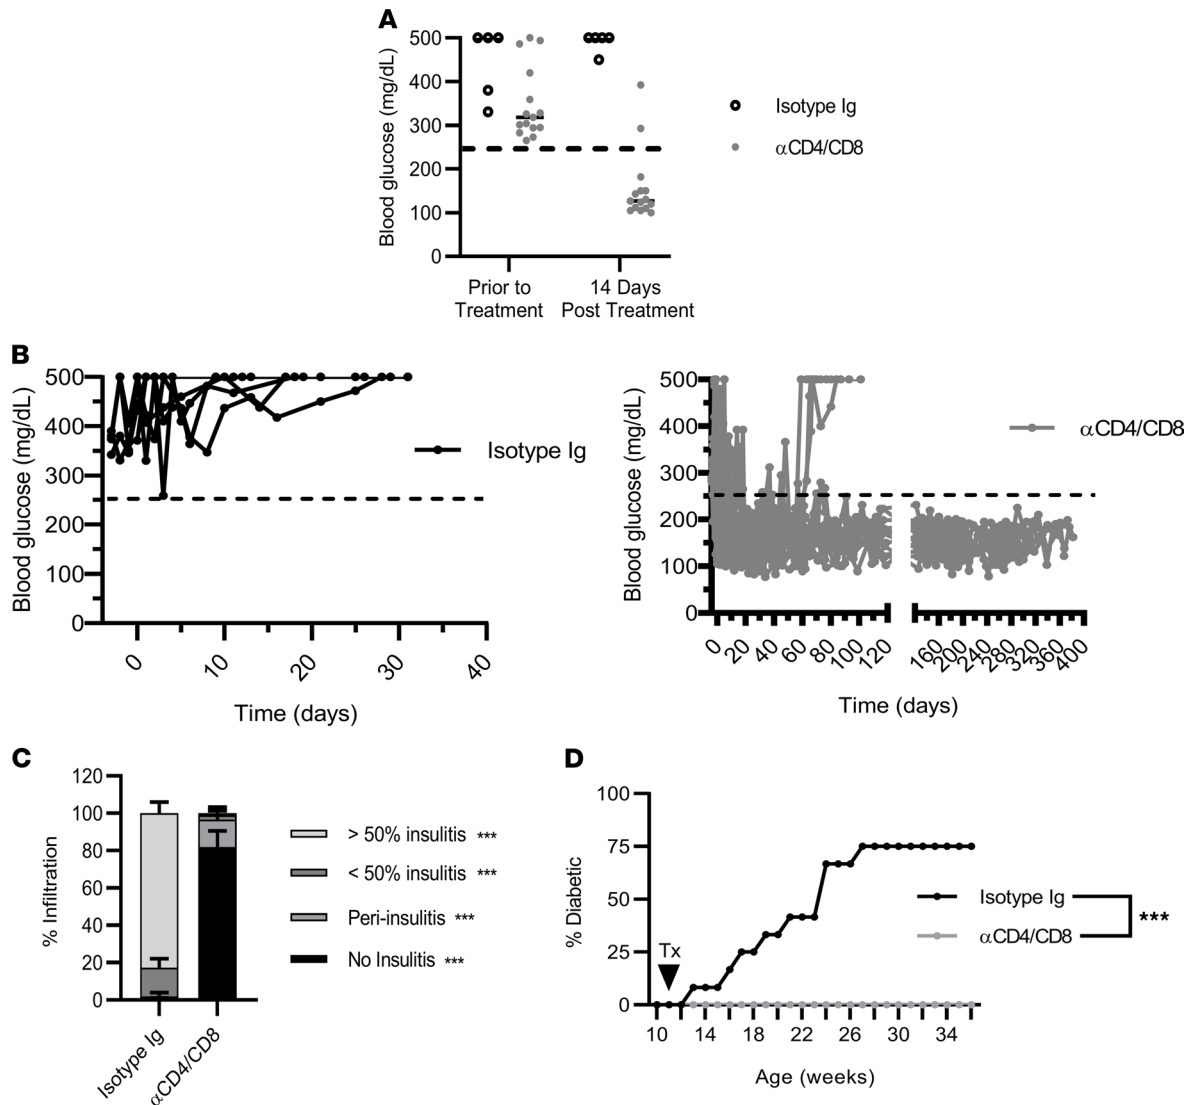 A
Blood glucose (mg/dL)
500
400
300
200
100
0
Prior to
Treatment
14 Days
Post Treatment
Isotype Ig
αCD4/CD8
B
Blood glucose (mg/dL)
500
400
300
200
100
0
0
10
20
30
40
Time (days)
Isotype Ig
Blood glucose (mg/dL)
500
400
300
200
100
0
0
20
40
60
80
100
120
160
200
240
280
320
360
400
Time (days)
αCD4/CD8
C
% Infiltration
120
100
80
60
40
20
0
Isotype Ig
αCD4/CD8
> 50% insulitis ***
< 50% insulitis ***
Peri-insulitis ***
No Insulitis ***
D
% Diabetic
100
75
50
25
0
Tx
10
14
18
22
26
30
34
Age (weeks)
Isotype Ig
αCD4/CD8
***